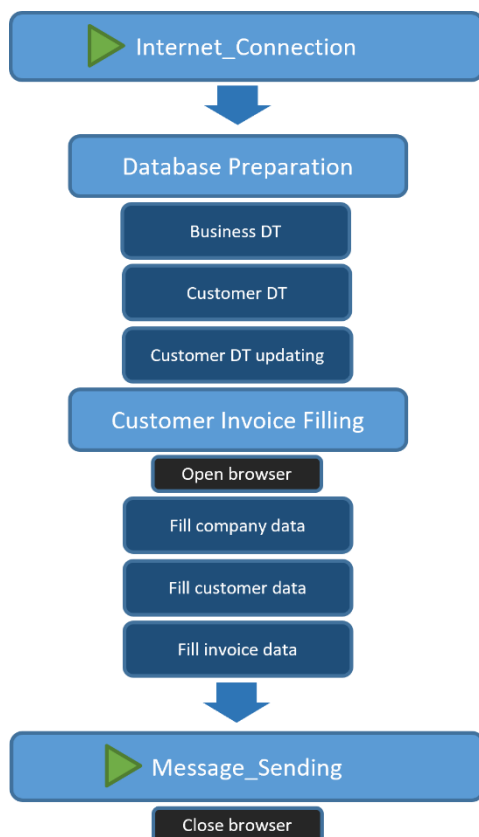 Internet_Connection
Database Preparation
Business DT
Customer DT
Customer DT updating
Customer Invoice Filling
Open browser
Fill company data
Fill customer data
Fill invoice data
Message_Sending
Close browser